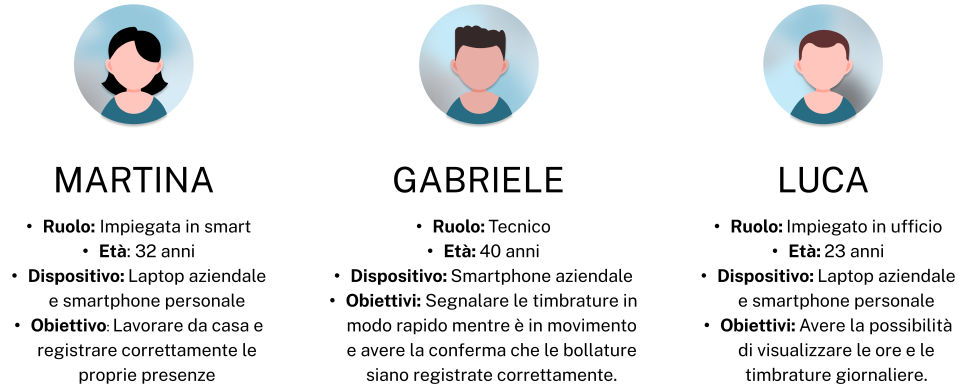 MARTINA
• Ruolo: Impiegata in smart
• Età: 32 anni
• Dispositivo: Laptop aziendale
e smartphone personale
• Obiettivo: Lavorare da casa e
registrare correttamente le
proprie presenze
GABRIELE
• Ruolo: Tecnico
• Età: 40 anni
• Dispositivo: Smartphone aziendale
• Obiettivi: Segnalare le timbrature in
modo rapido mentre è in movimento
e avere la conferma che le bollature
siano registrate correttamente.
LUCA
• Ruolo: Impiegato in ufficio
• Età: 23 anni
• Dispositivo: Laptop aziendale
e smartphone personale
• Obiettivi: Avere la possibilità
di visualizzare le ore e le
timbrature giornaliere.